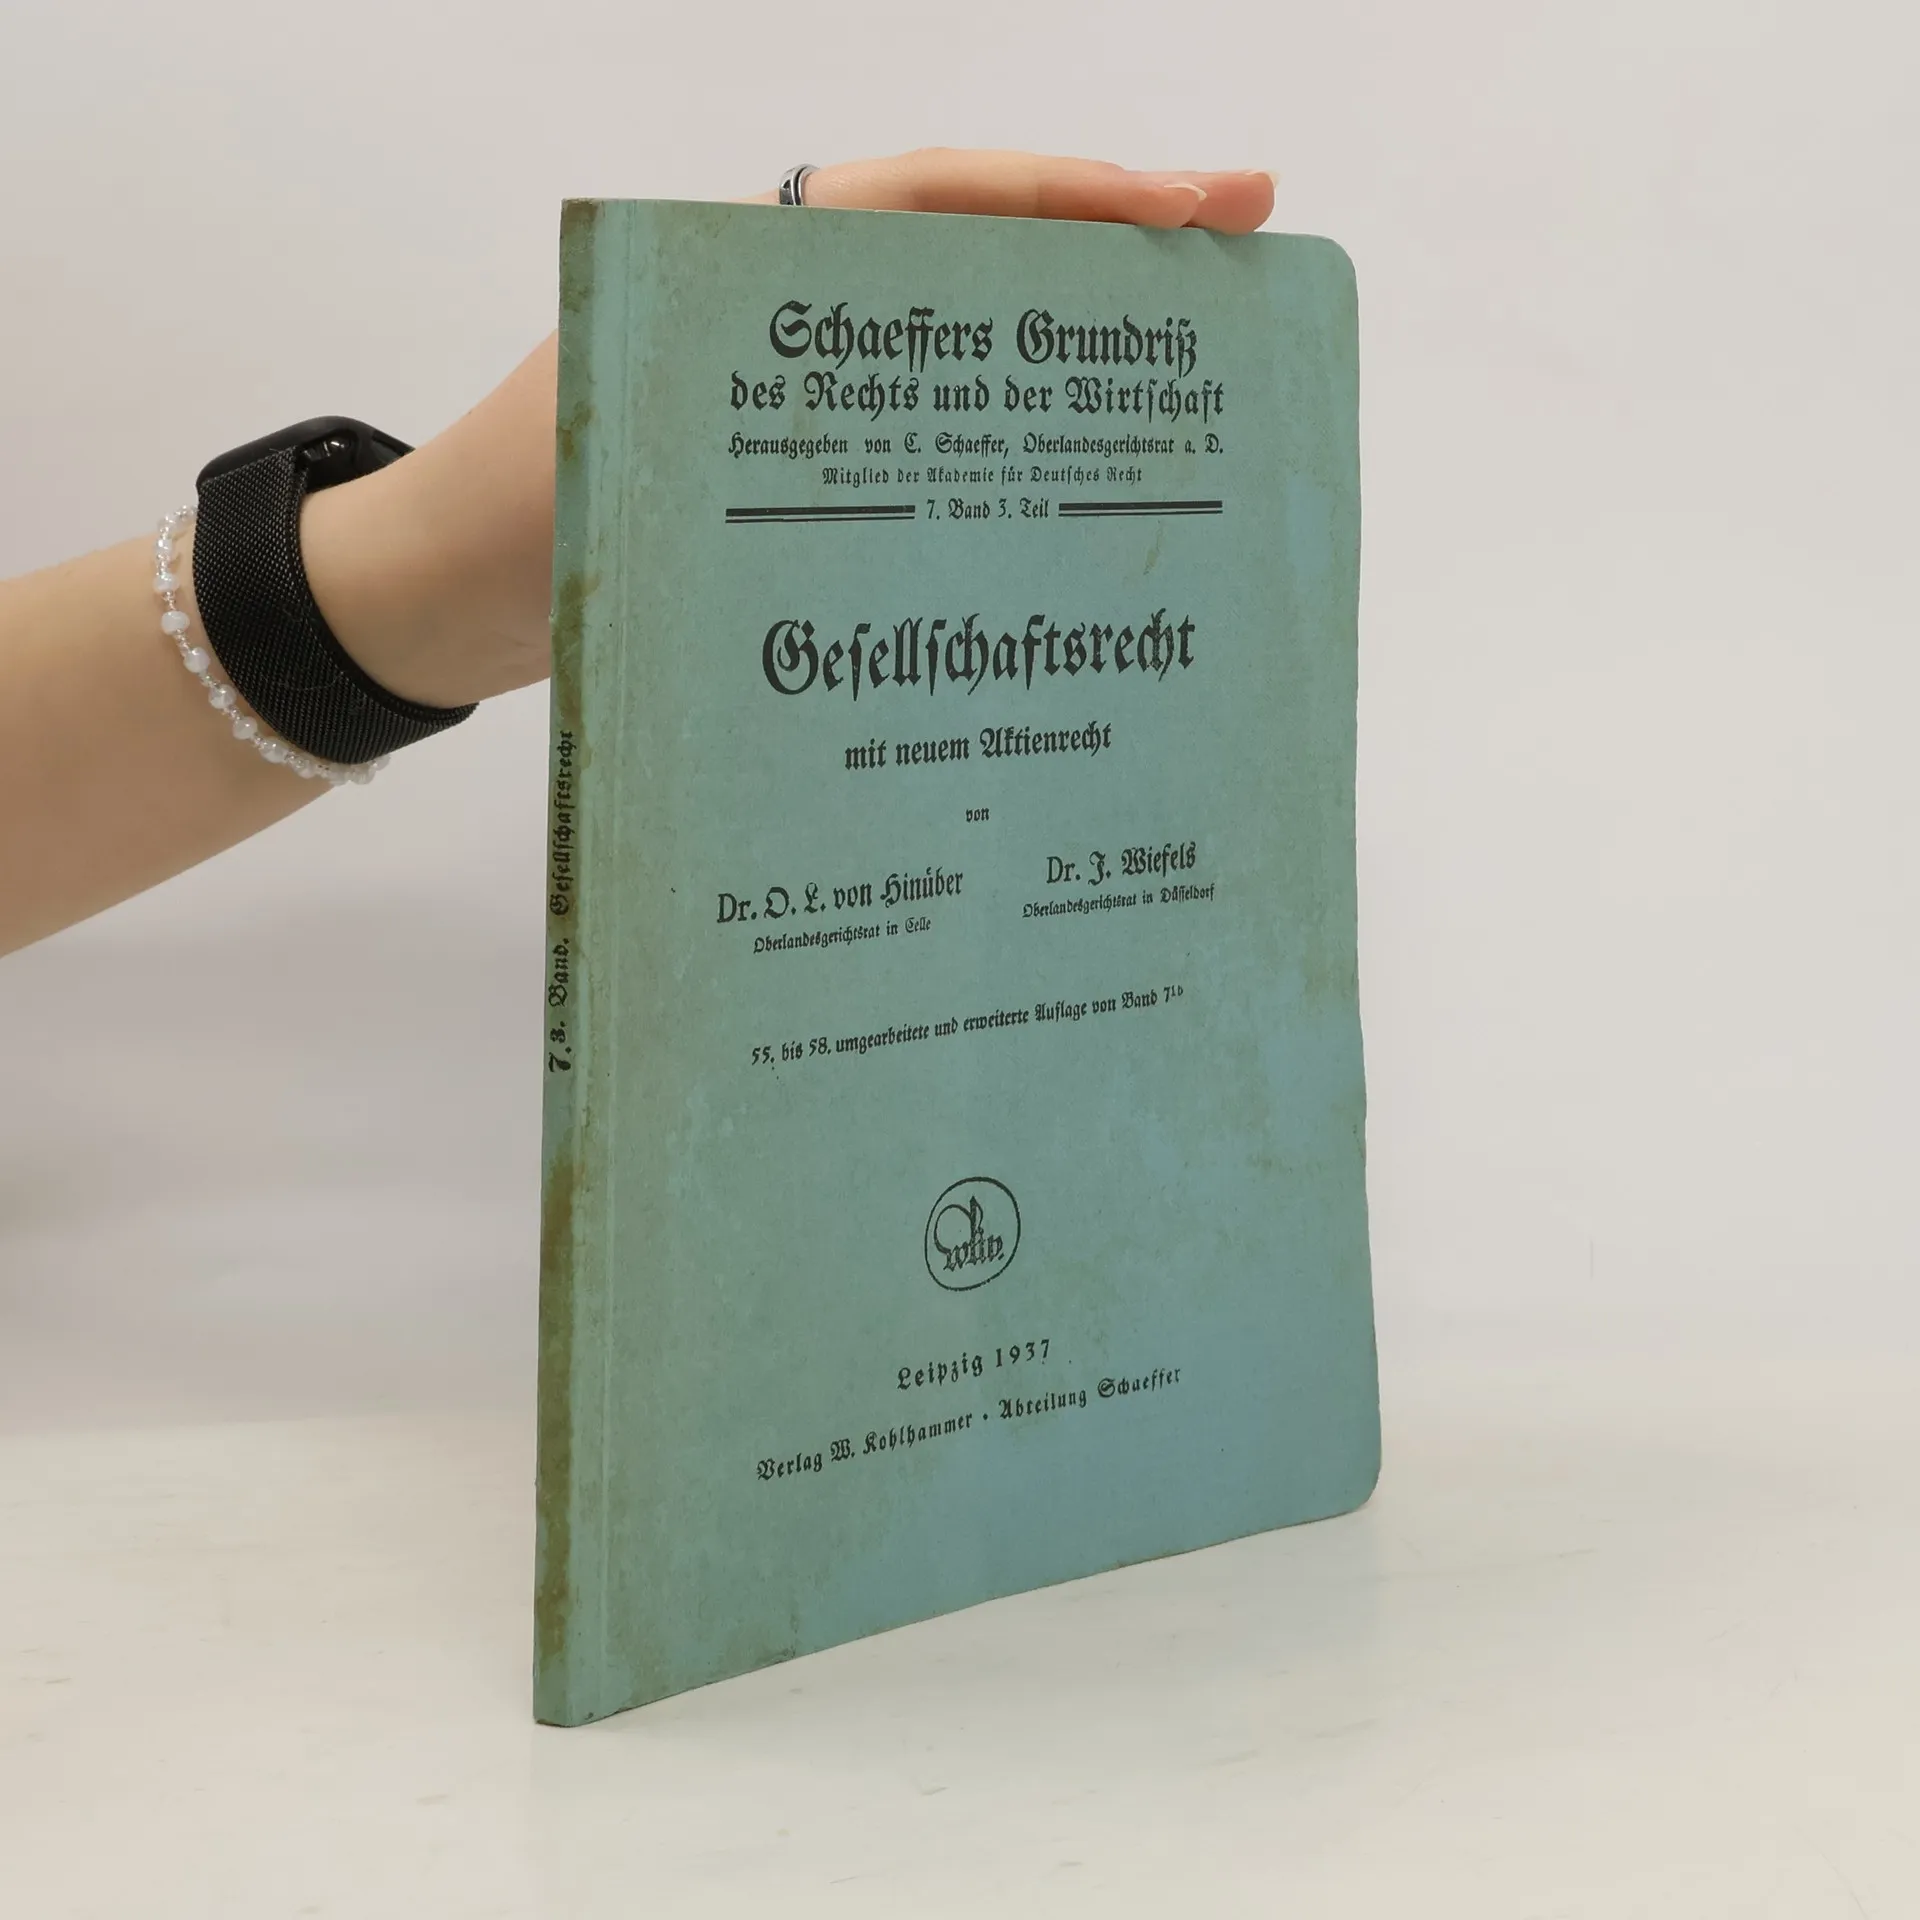 Schaeffers Grundriß
des Rechts und der Wirtſchaft
Herausgegeben von C. Schaeffer, Oberlandesgerichtsrat a. D.
Mitglied der Akademie für Deutſches Recht
7. Band 3. Teil
Geſellſchaftsrecht
mit neuem Aktienrecht
von
Dr. O. L. von Hinüber
Oberlandesgerichtsrat in Celle
Dr. J. Wiefels
Oberlandesgerichtsrat in Düſſeldorf
55. bis 58. umgearbeitete und erweiterte Auflage von Band 7¹ᵇ
Leipzig 1937
Verlag W. Kohlhammer • Abteilung Schaeffer
7,3. Band. Geſellſchaftsrecht